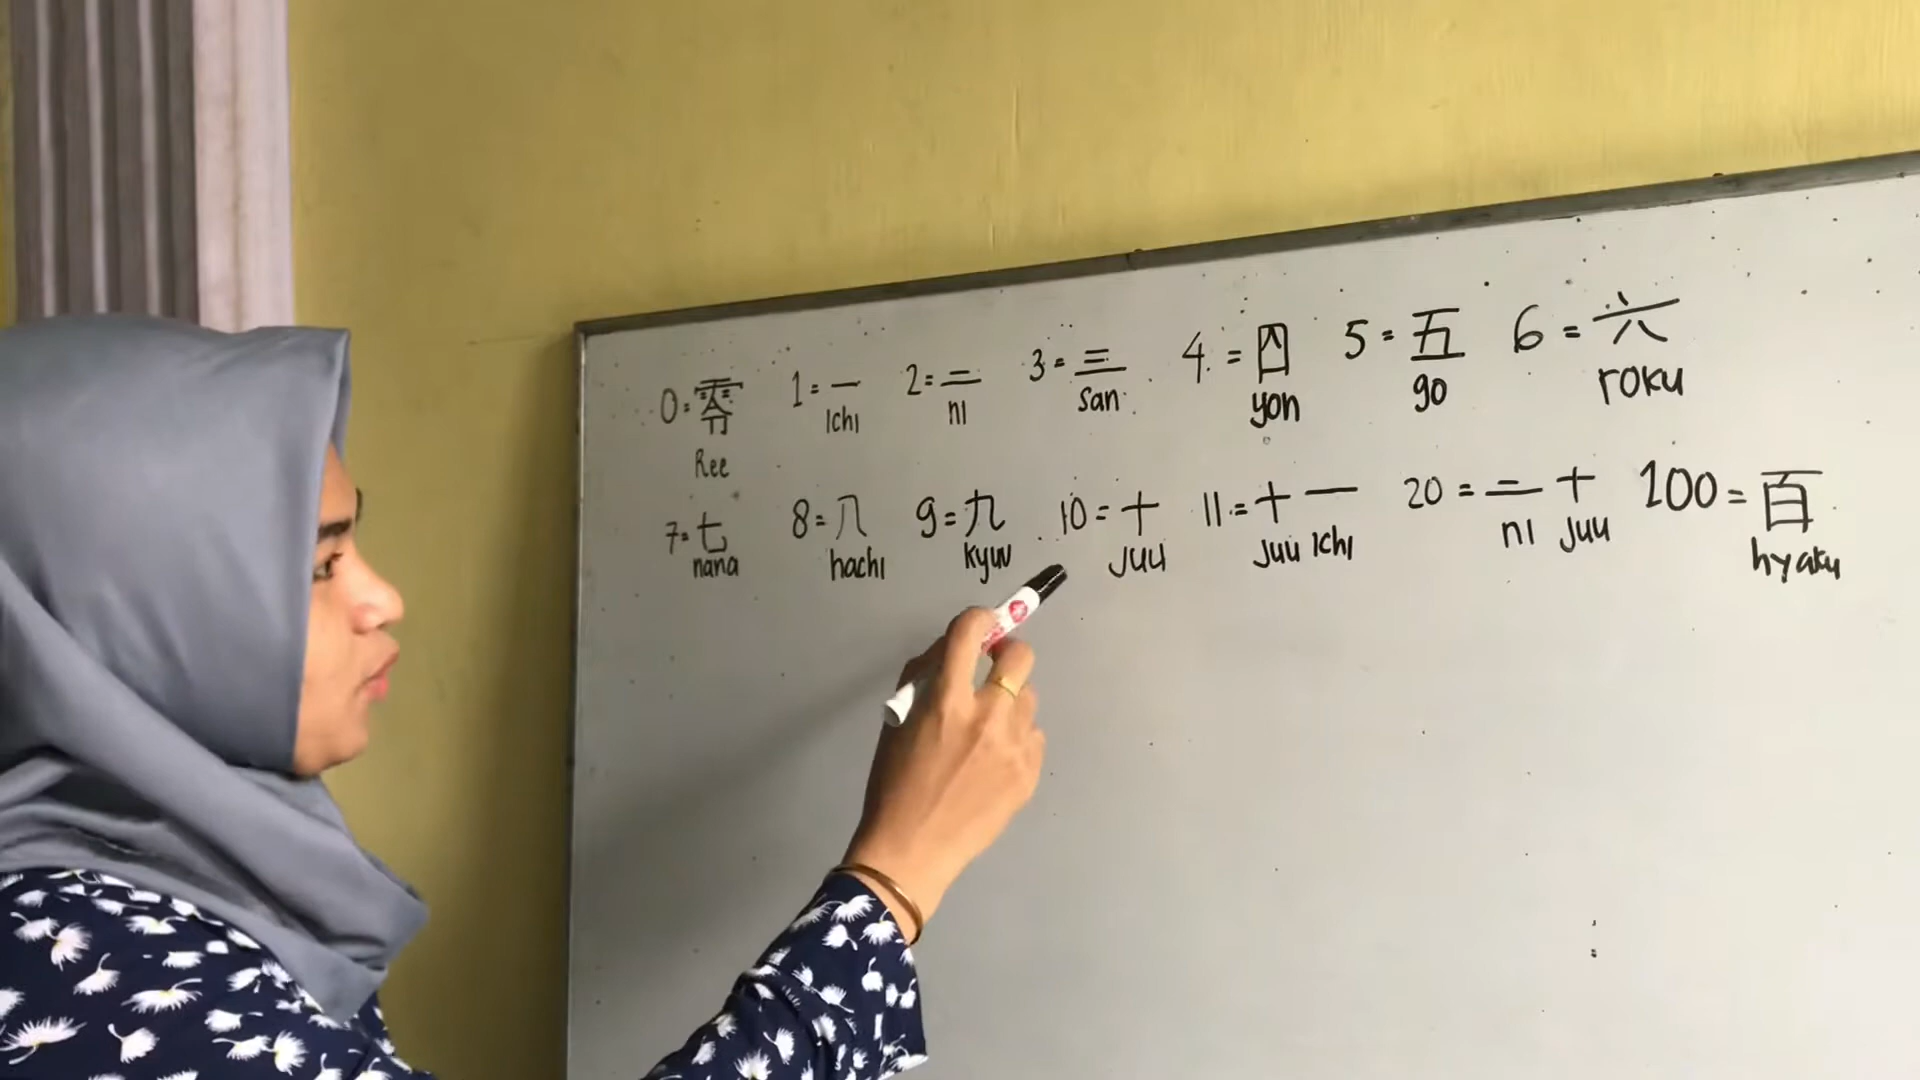 0=零 1=一 2=二 3=三 4=四 5=五 6=六
Ree Ichi ni san yon go roku
7=七 8=八 9=九 10=十 11=十一 20=二十 100=百
nana hachi kyuu juu juu ichi ni juu hyaku